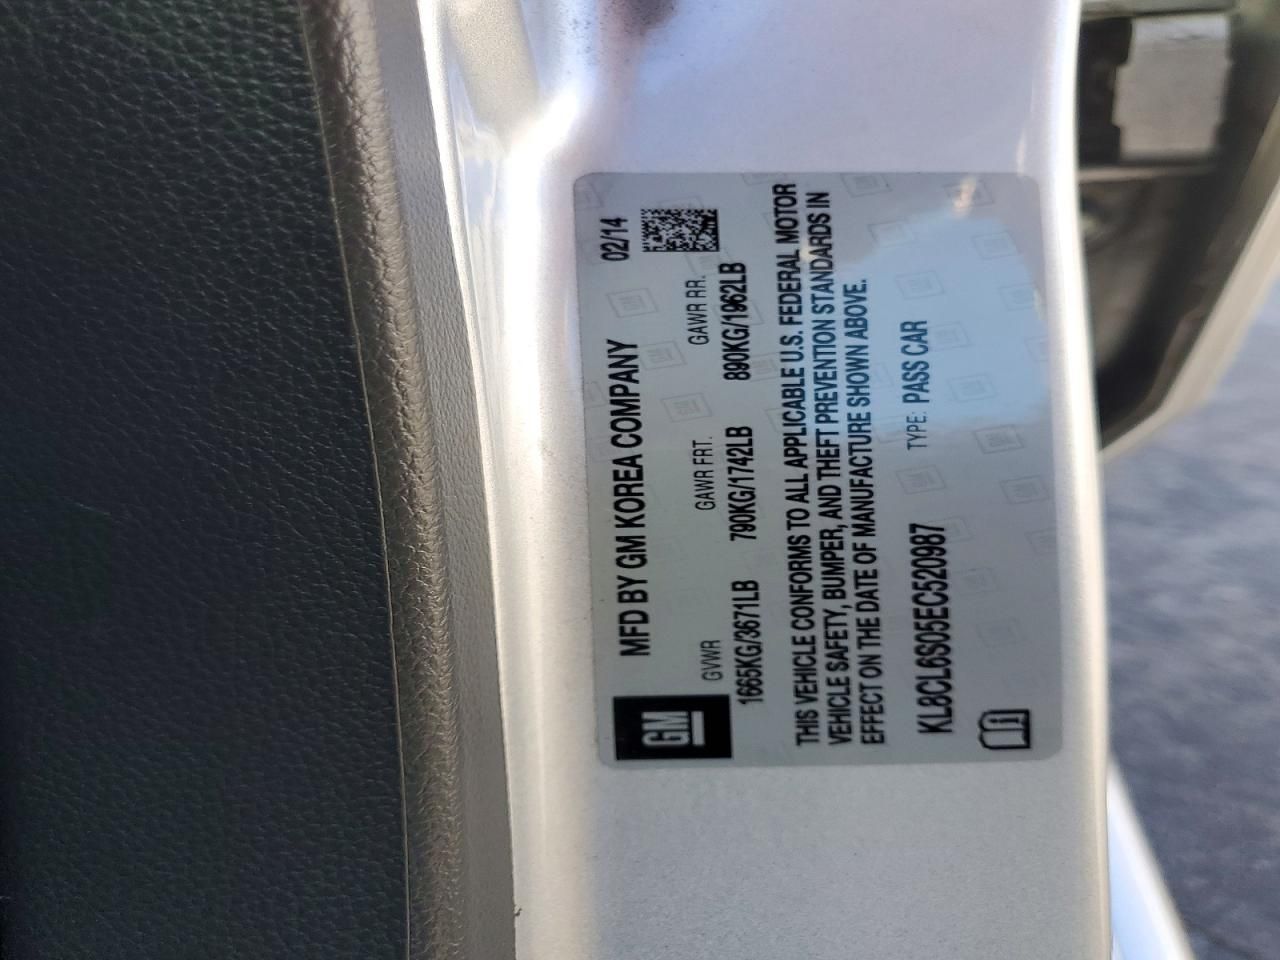 MFD BY GM KOREA COMPANY 02/14
GM
GVWR GAWR FRT. GAWR RR.
1665KG/3671LB 790KG/1742LB 890KG/1962LB
THIS VEHICLE CONFORMS TO ALL APPLICABLE U.S. FEDERAL MOTOR
VEHICLE SAFETY, BUMPER, AND THEFT PREVENTION STANDARDS IN
EFFECT ON THE DATE OF MANUFACTURE SHOWN ABOVE.
KL8CL6S05EC520987 TYPE: PASS CAR